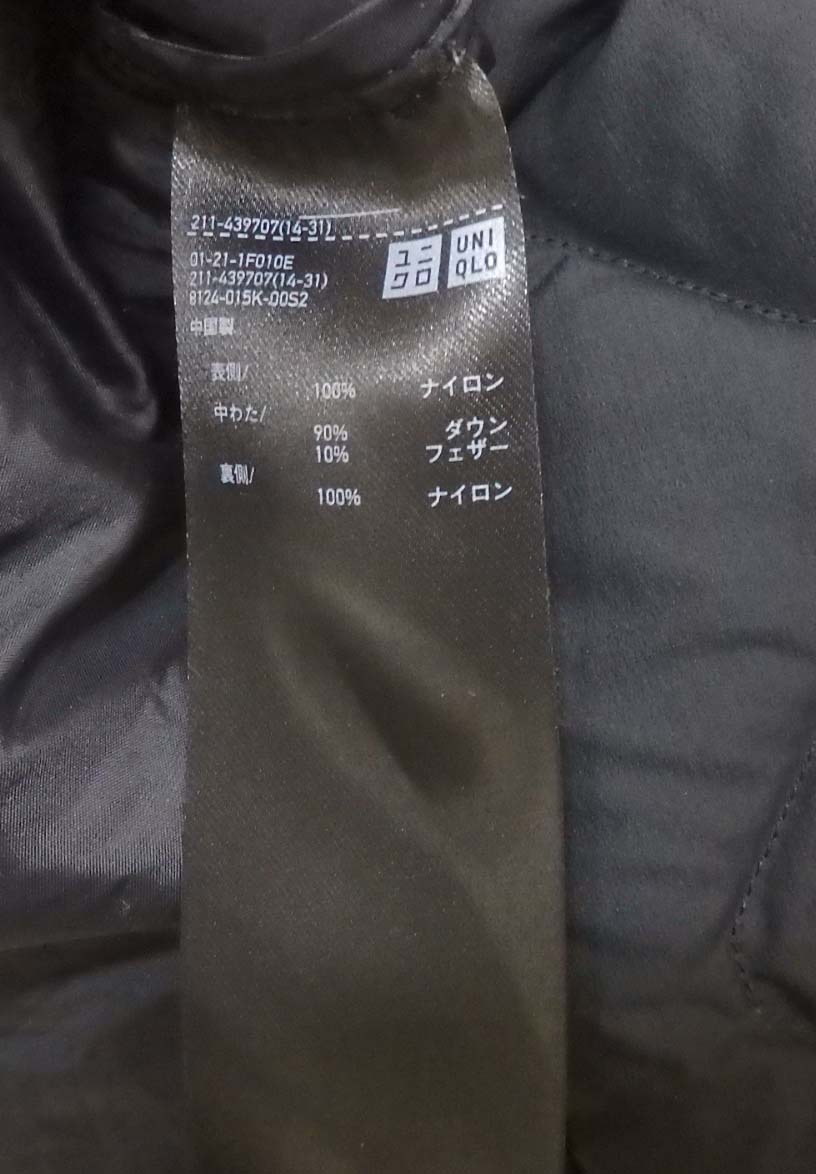 211-439707(14-31)
ユニ
クロ
UNI
QLO
01-21-1F010E
211-439707(14-31)
8124-015K-00S2
中国製
表側/
100% ナイロン
中わた/
90% ダウン
10% フェザー
裏側/
100% ナイロン